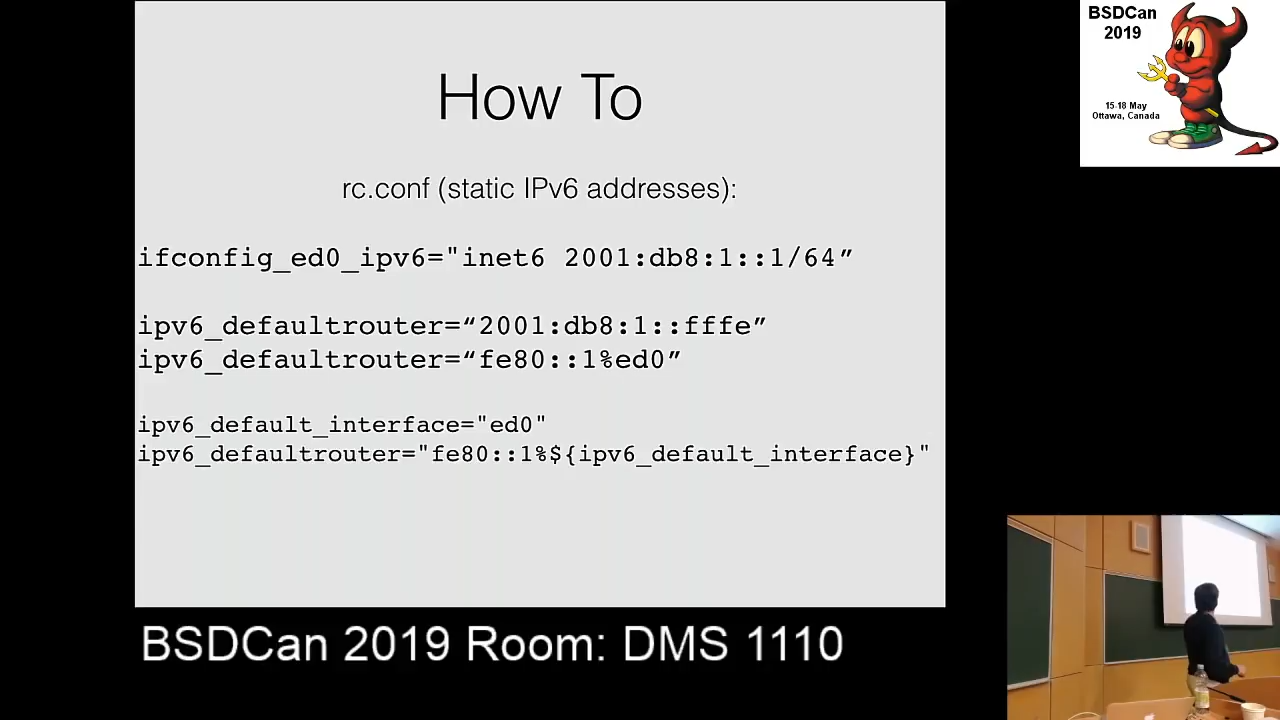 How To
rc.conf (static IPv6 addresses):
ifconfig_ed0_ipv6="inet6 2001:db8:1::1/64”
ipv6_defaultrouter=“2001:db8:1::fffe”
ipv6_defaultrouter=“fe80::1%ed0”
ipv6_default_interface="ed0"
ipv6_defaultrouter="fe80::1%${ipv6_default_interface}"
BSDCan 2019 Room: DMS 1110
BSDCan
2019
15-18 May
Ottawa, Canada